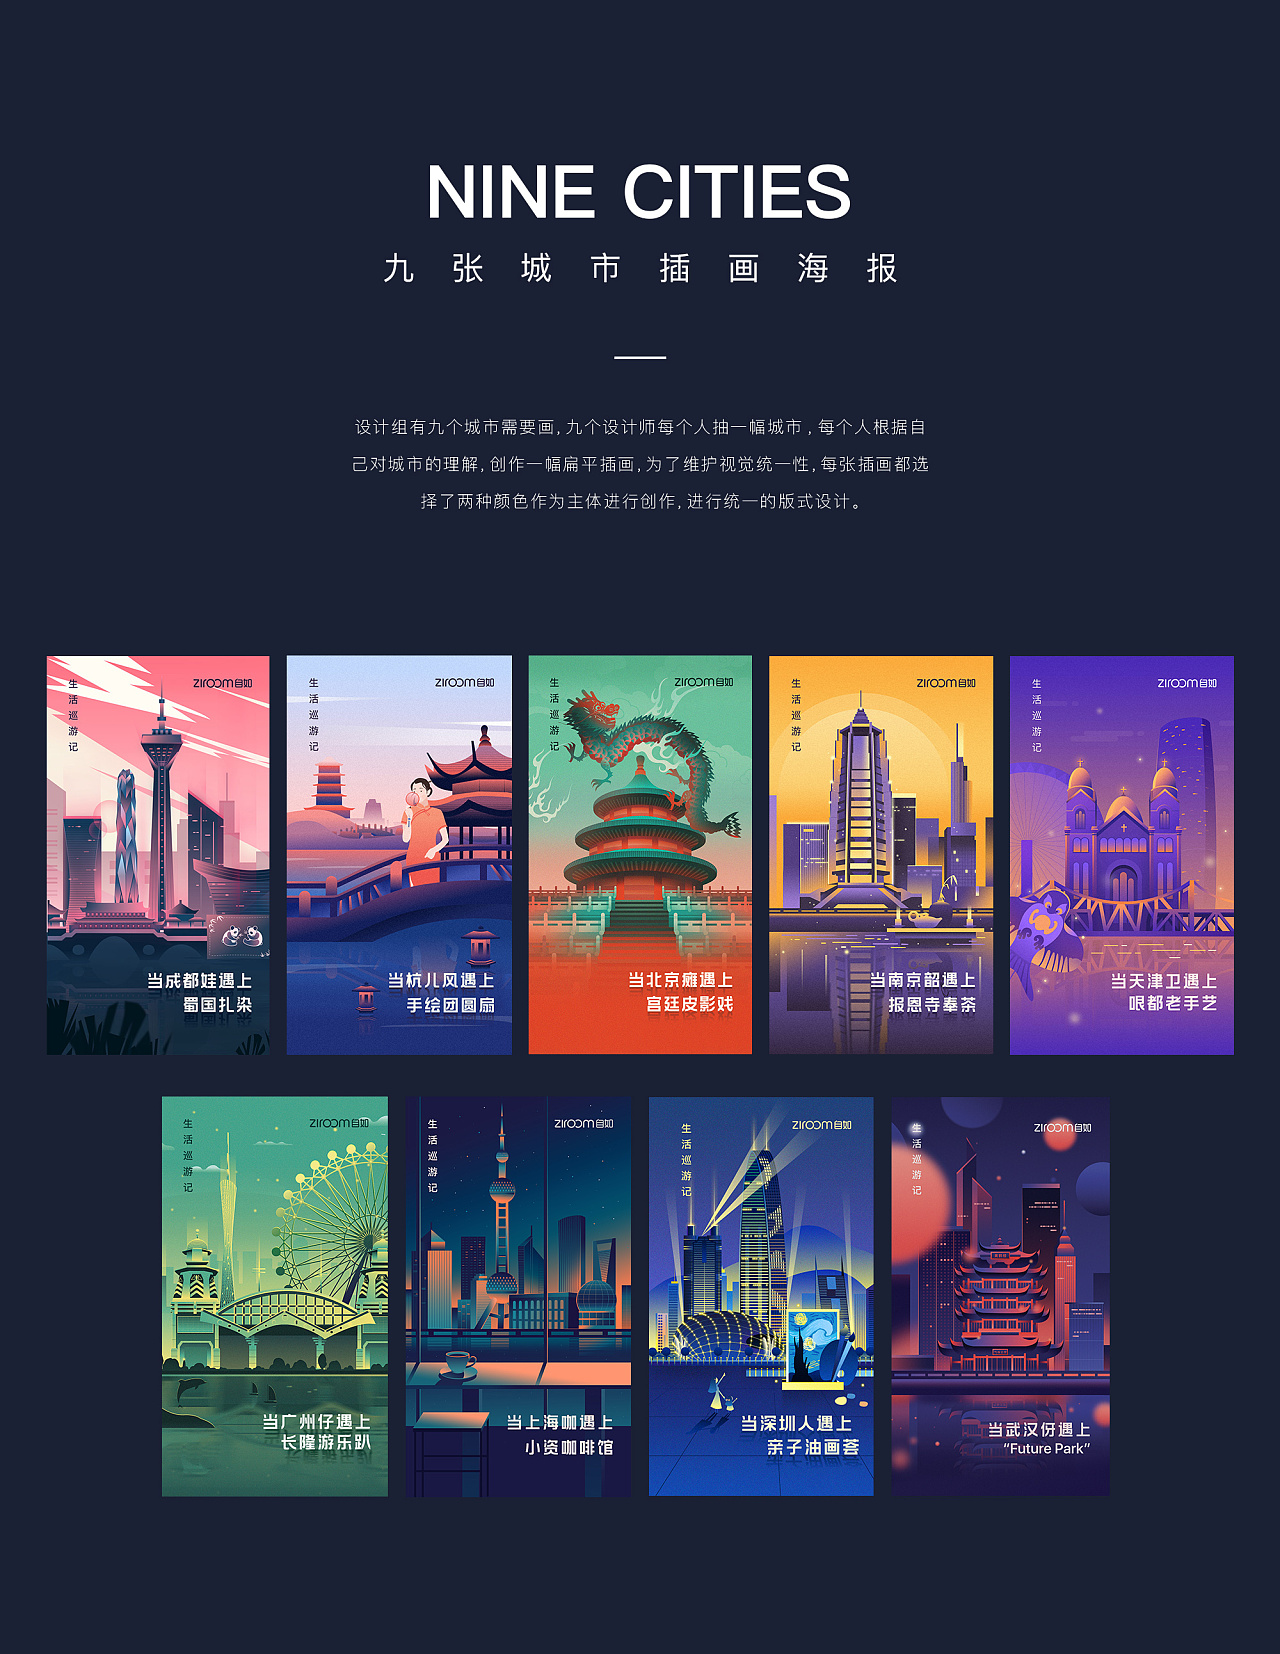 NINE CITIES
九张城市插画海报
设计组有九个城市需要画,九个设计师每个人抽一幅城市,每个人根据自
己对城市的理解,创作一幅扁平插画,为了维护视觉统一性,每张插画都选
择了两种颜色作为主体进行创作,进行统一的版式设计。
生活巡游记
ziroom自如
当成都娃遇上
蜀国扎染
生活巡游记
ziroom自如
当杭儿风遇上
手绘团圆扇
生活巡游记
ziroom自如
当北京瘾遇上
宫廷皮影戏
生活巡游记
ziroom自如
当南京韶遇上
报恩寺奉茶
生活巡游记
ziroom自如
当天津卫遇上
哏都老手艺
生活巡游记
ziroom自如
当广州仔遇上
长隆游乐趴
生活巡游记
ziroom自如
当上海咖遇上
小资咖啡馆
生活巡游记
ziroom自如
当深圳人遇上
亲子油画荟
生活巡游记
ziroom自如
当武汉伢遇上
“Future Park”